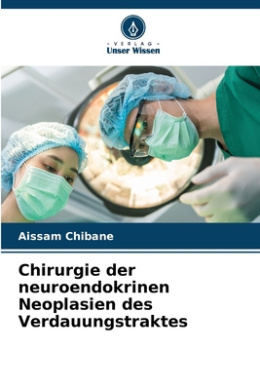 • VERLAG •
Unser Wissen
Aissam Chibane
Chirurgie der
neuroendokrinen
Neoplasien des
Verdauungstraktes